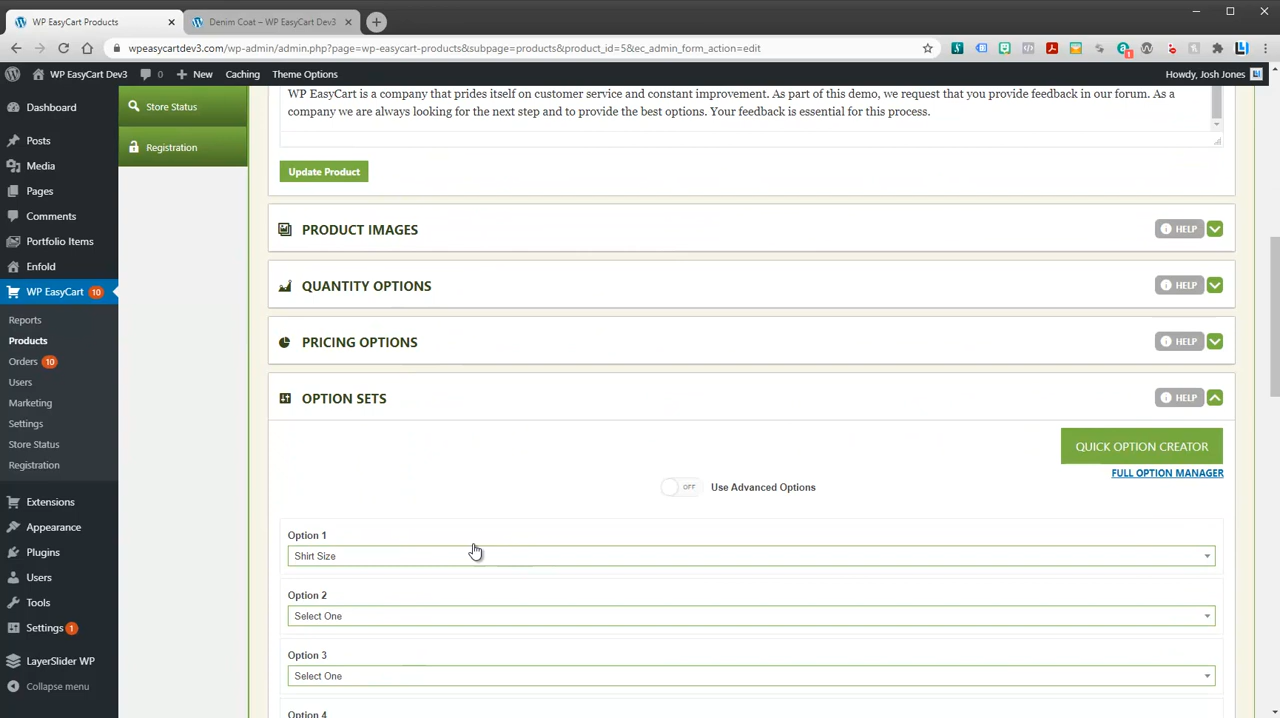 WP EasyCart Products
Denim Coat – WP EasyCart Dev3
wpeasycartdev3.com/wp-admin/admin.php?page=wp-easycart-products&subpage=products&product_id=5&ec_admin_form_action=edit
1
WP EasyCart Dev3
0
New
Caching
Theme Options
Howdy, Josh Jones
Dashboard
Posts
Media
Pages
Comments
Portfolio Items
Enfold
WP EasyCart 10
Reports
Products
Orders 10
Users
Marketing
Settings
Store Status
Registration
Extensions
Appearance
Plugins
Users
Tools
Settings 1
LayerSlider WP
Collapse menu
Store Status
Registration
WP EasyCart is a company that prides itself on customer service and constant improvement. As part of this demo, we request that you provide feedback in our forum. As a
company we are always looking for the next step and to provide the best options. Your feedback is essential for this process.
Update Product
PRODUCT IMAGES
HELP
QUANTITY OPTIONS
HELP
PRICING OPTIONS
HELP
OPTION SETS
HELP
QUICK OPTION CREATOR
FULL OPTION MANAGER
OFF Use Advanced Options
Option 1
Shirt Size
Option 2
Select One
Option 3
Select One
Option 4